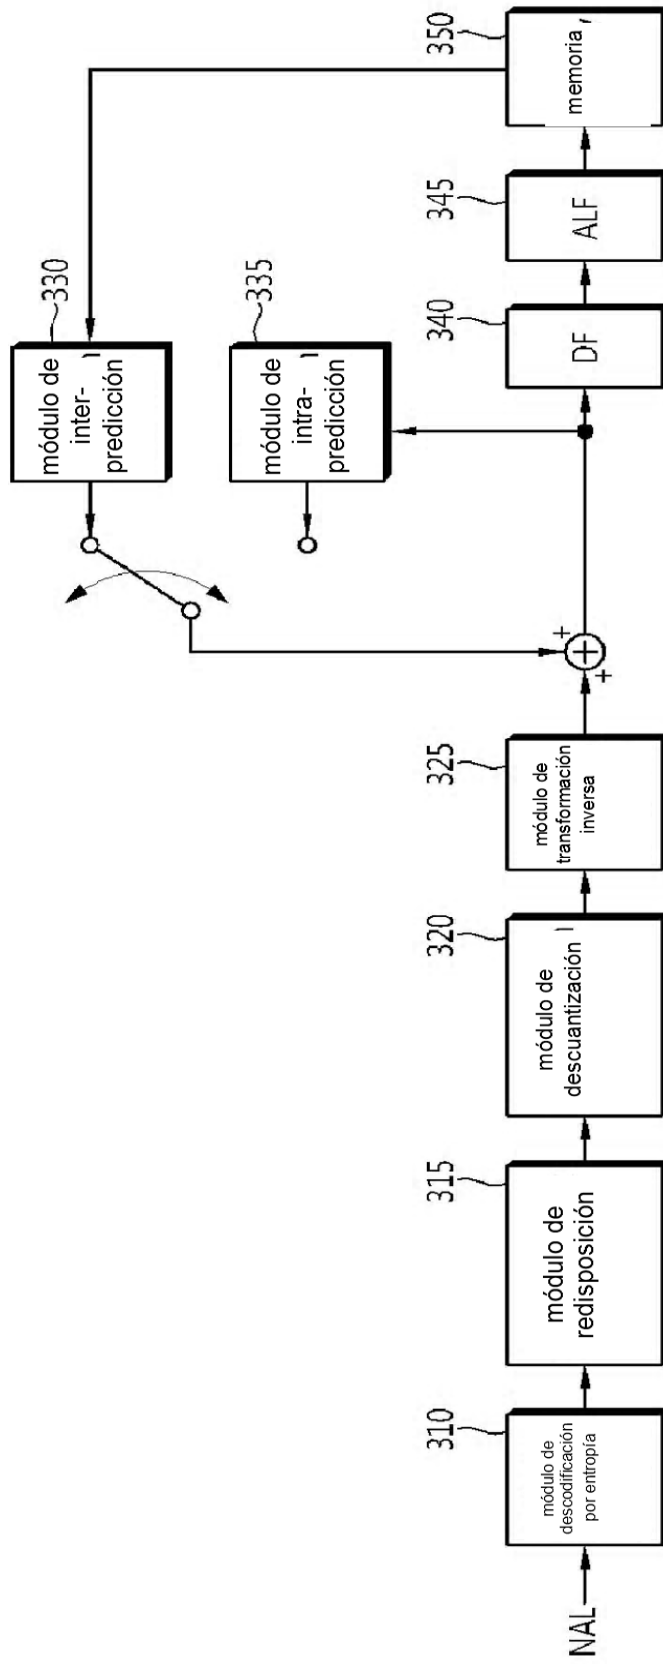 330
módulo de
inter-
predicción
335
módulo de
intra-
predicción
+
+
+
NAL
310
módulo de
descodificación
por entropía
315
módulo de
redisposición
320
módulo de
descuantización
325
módulo de
transformación
inversa
340
DF
345
ALF
350
memoria